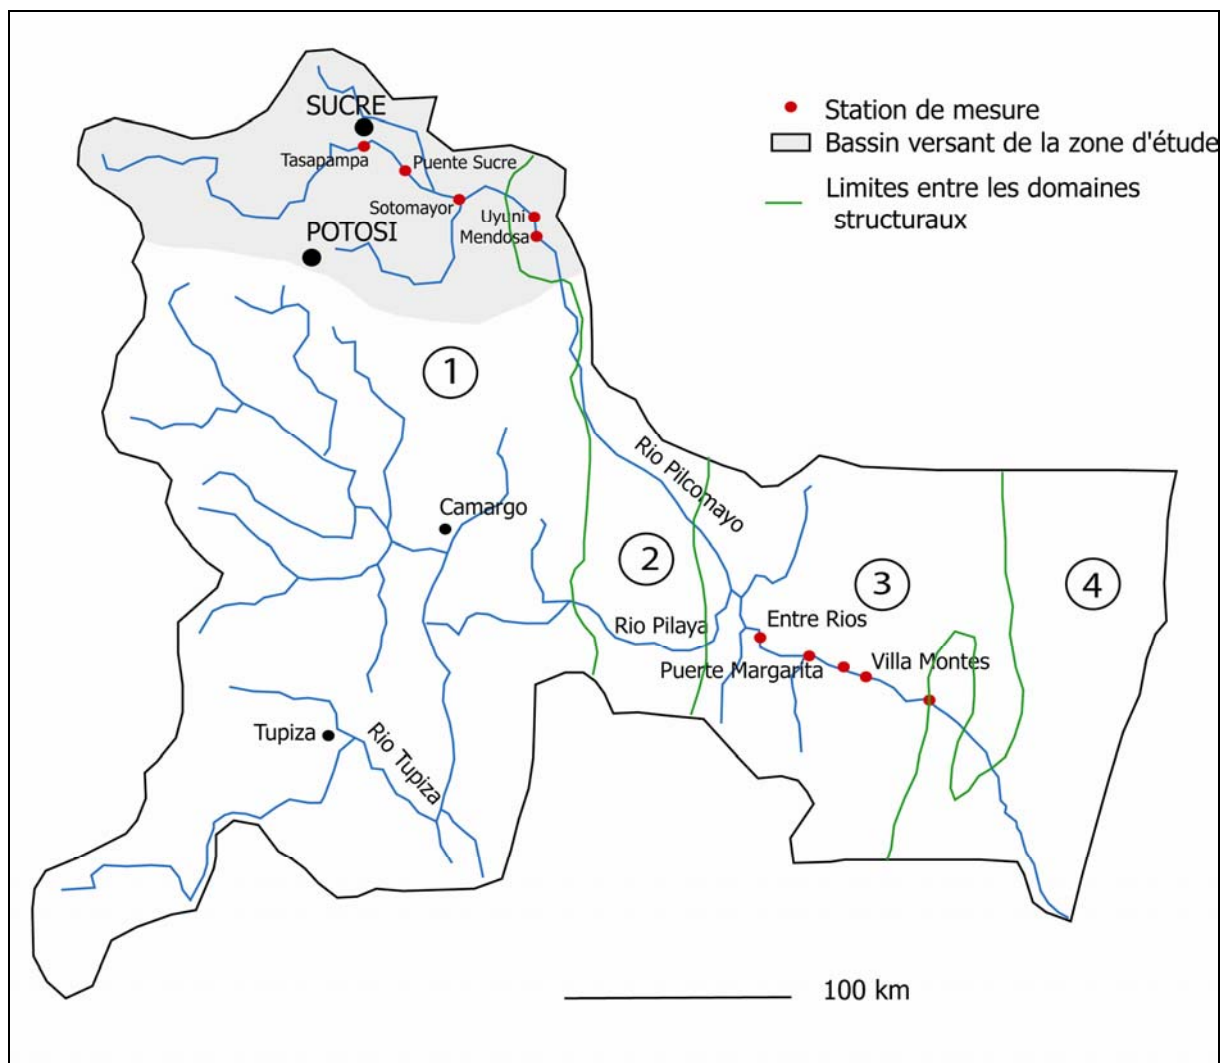 SUCRE
Station de mesure
Bassin versant de la zone d'étude
Tasapampa
Puente Sucre
Limites entre les domaines
structuraux
Sotomayor
Uyuni
Mendosa
POTOSI
1
Rio Pilcomayo
Camargo
2
3
4
Rio Pilaya
Entre Rios
Puerte Margarita
Villa Montes
Tupiza
Rio Tupiza
100 km